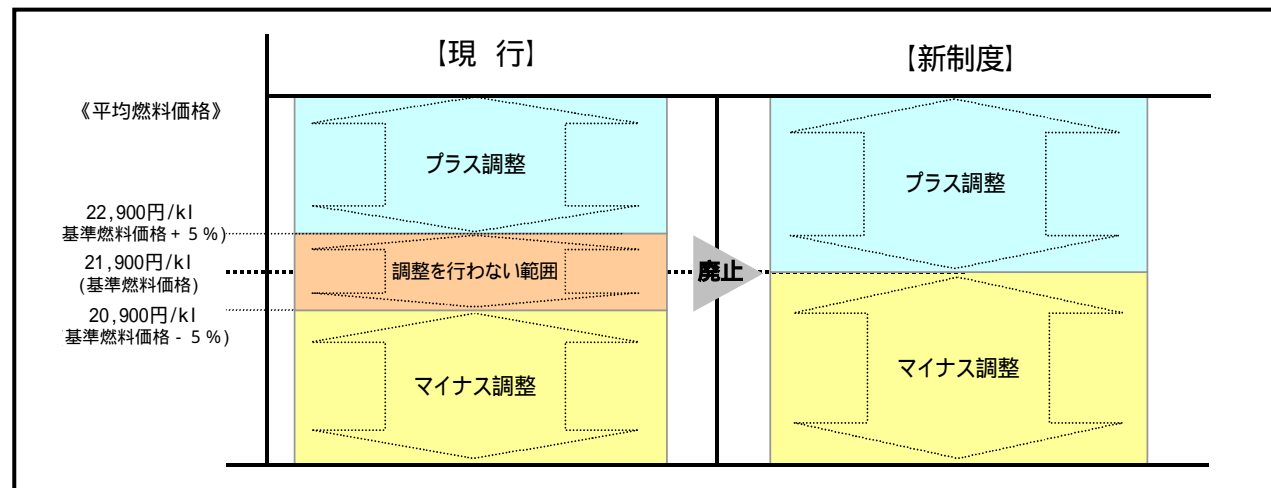 【現 行】
【新制度】
《平均燃料価格》
プラス調整
プラス調整
22,900円/kl
基準燃料価格+5%)
21,900円/kl
(基準燃料価格)
調整を行わない範囲
廃止
20,900円/kl
基準燃料価格-5%)
マイナス調整
マイナス調整